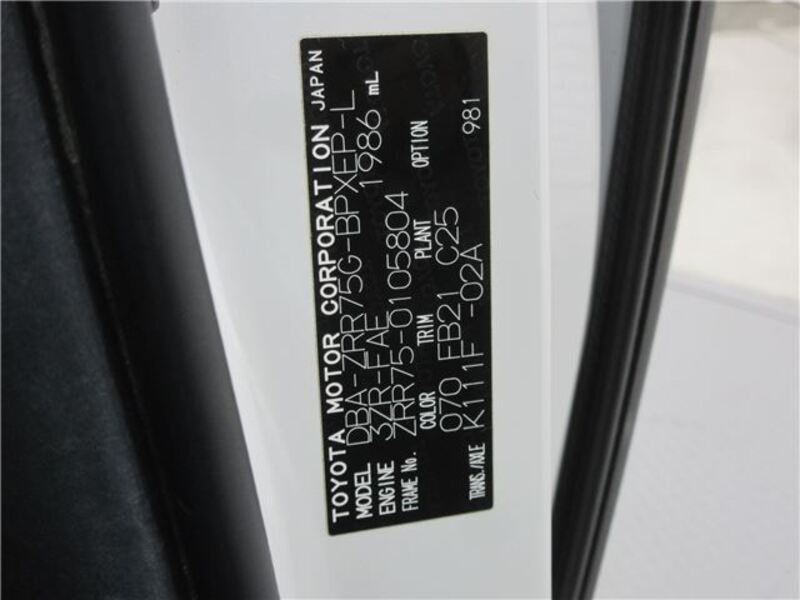 TOYOTA MOTOR CORPORATION JAPAN
MODEL DBA-ZRR75G-BPXEP-L
ENGINE 3ZR-FAE 1986 mL
FRAME No. ZRR75-0105804
COLOR TRIM PLANT OPTION
070 FB21 C25
TRANS./AXLE K111F -02A 981